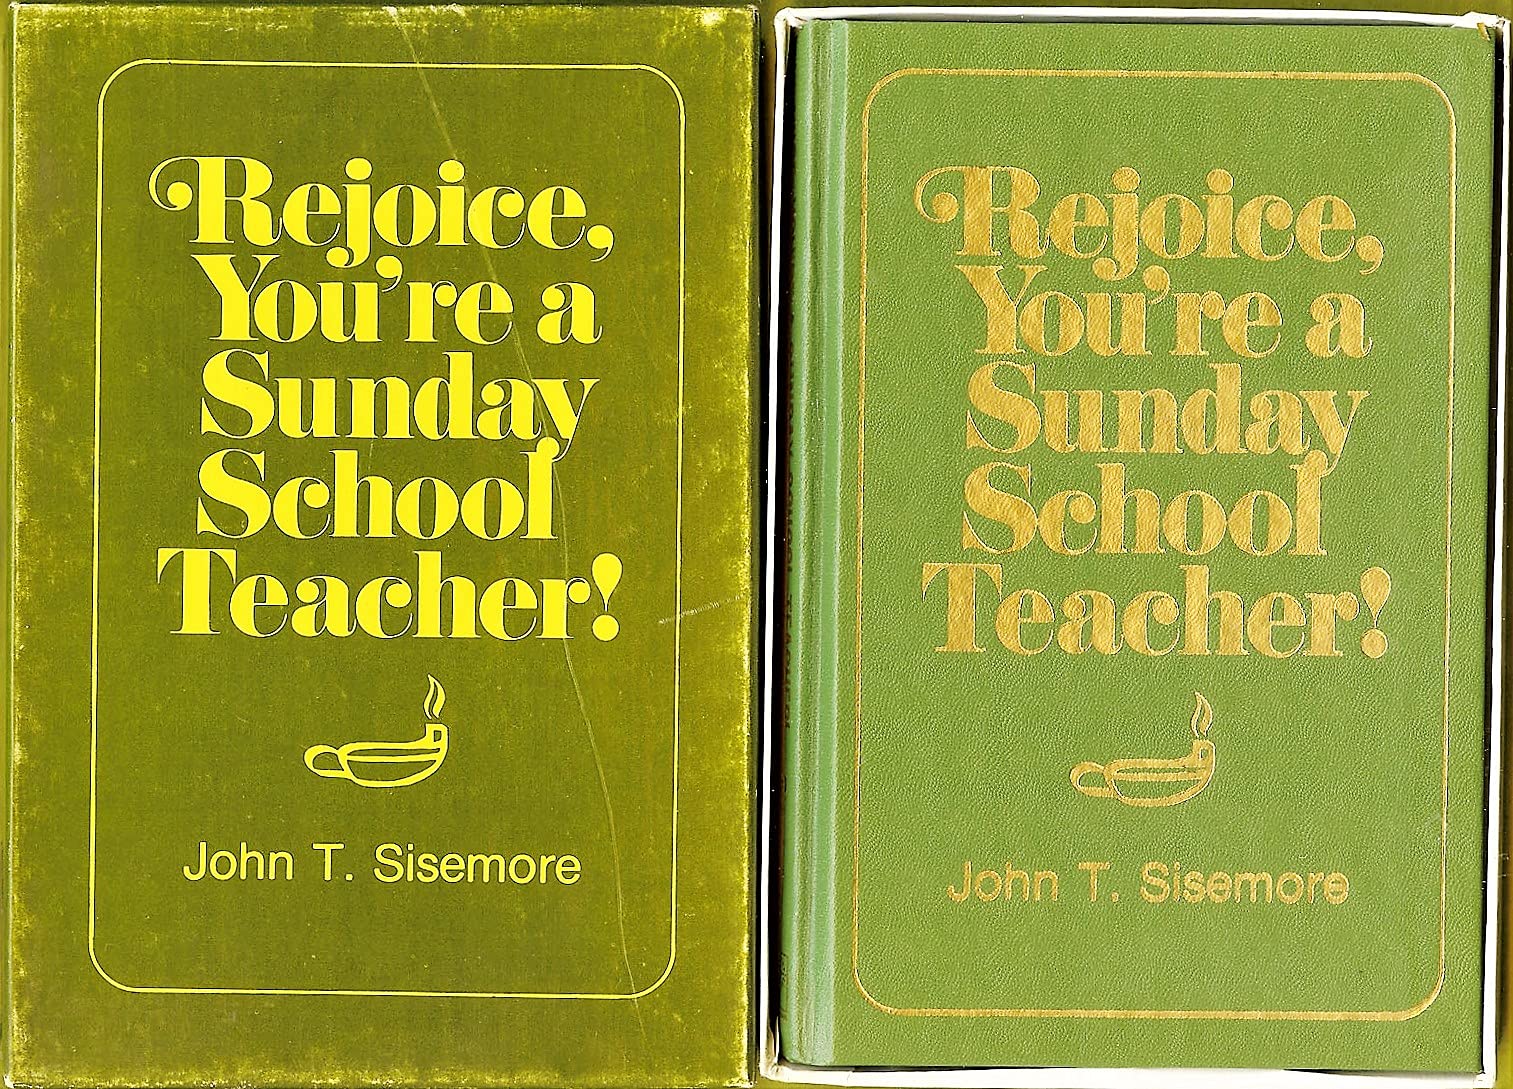 Rejoice,
You're a
Sunday
School
Teacher!
John T. Sisemore
Rejoice,
You're a
Sunday
School
Teacher!
John T. Sisemore